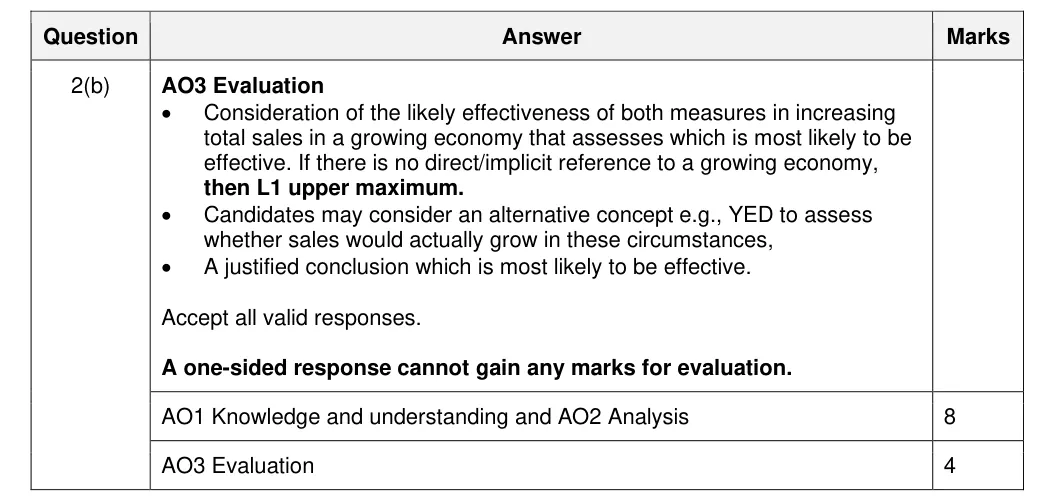 Question Answer Marks
2(b) AO3 Evaluation
• Consideration of the likely effectiveness of both measures in increasing
total sales in a growing economy that assesses which is most likely to be
effective. If there is no direct/implicit reference to a growing economy,
then L1 upper maximum.
• Candidates may consider an alternative concept e.g., YED to assess
whether sales would actually grow in these circumstances,
• A justified conclusion which is most likely to be effective.
Accept all valid responses.
A one-sided response cannot gain any marks for evaluation.
AO1 Knowledge and understanding and AO2 Analysis 8
AO3 Evaluation 4